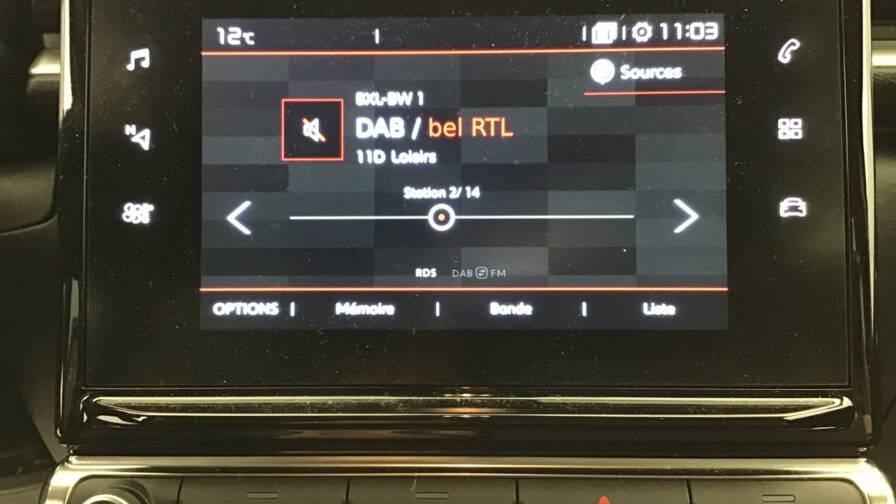 12℃
11:03
Sources
BXL-BW 1
DAB / bel RTL
11D Loisirs
Station 2/ 14
RDS DAB FM
OPTIONS Mémoire Bande Liste
N